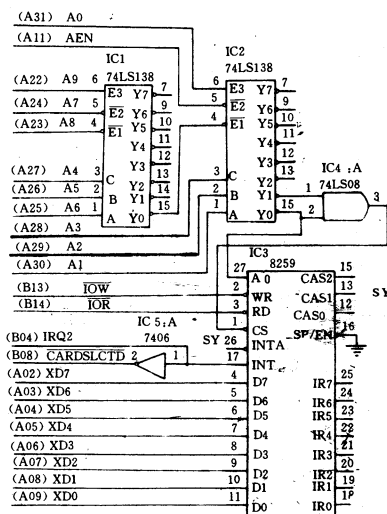 (A31) A0
(A11) AEN
IC1
74LS138
IC2
74LS138
(A22) A9 6 E3 Y7 7
(A24) A7 5 E2 Y6 9
(A23) A8 4 E1 Y5 10
Y4 11
Y3 12
(A27) A4 3 C Y2 13
(A26) A5 2 B Y1 14
(A25) A6 1 A Y0 15
(A28) A3
(A29) A2
(A30) A1
6 E3 Y7 7
5 E2 Y6 9
4 E1 Y5 10
Y4 11
Y3 12
3 C Y2 13
2 B Y1 14
1 A Y0 15
IC4 :A
74LS08
1
2
3
IC3
8259
27 A0 CAS2 15
(B13) IOW 2 WR CAS1 13
(B14) IOR 3 RD CAS0 12
1 CS SP/EN 16
SY
(B04) IRQ2
IC 5:A
7406
SY 26 INTA
(B08) CARDSLCTD 2 1 17 INT
(A02) XD7 4 D7 IR7 25
(A03) XD6 5 D6 IR6 24
(A04) XD5 6 D5 IR5 23
(A05) XD4 7 D4 IR4 22
(A06) XD3 8 D3 IR3 21
(A07) XD2 9 D2 IR2 20
(A08) XD1 10 D1 IR1 19
(A09) XD0 11 D0 IR0